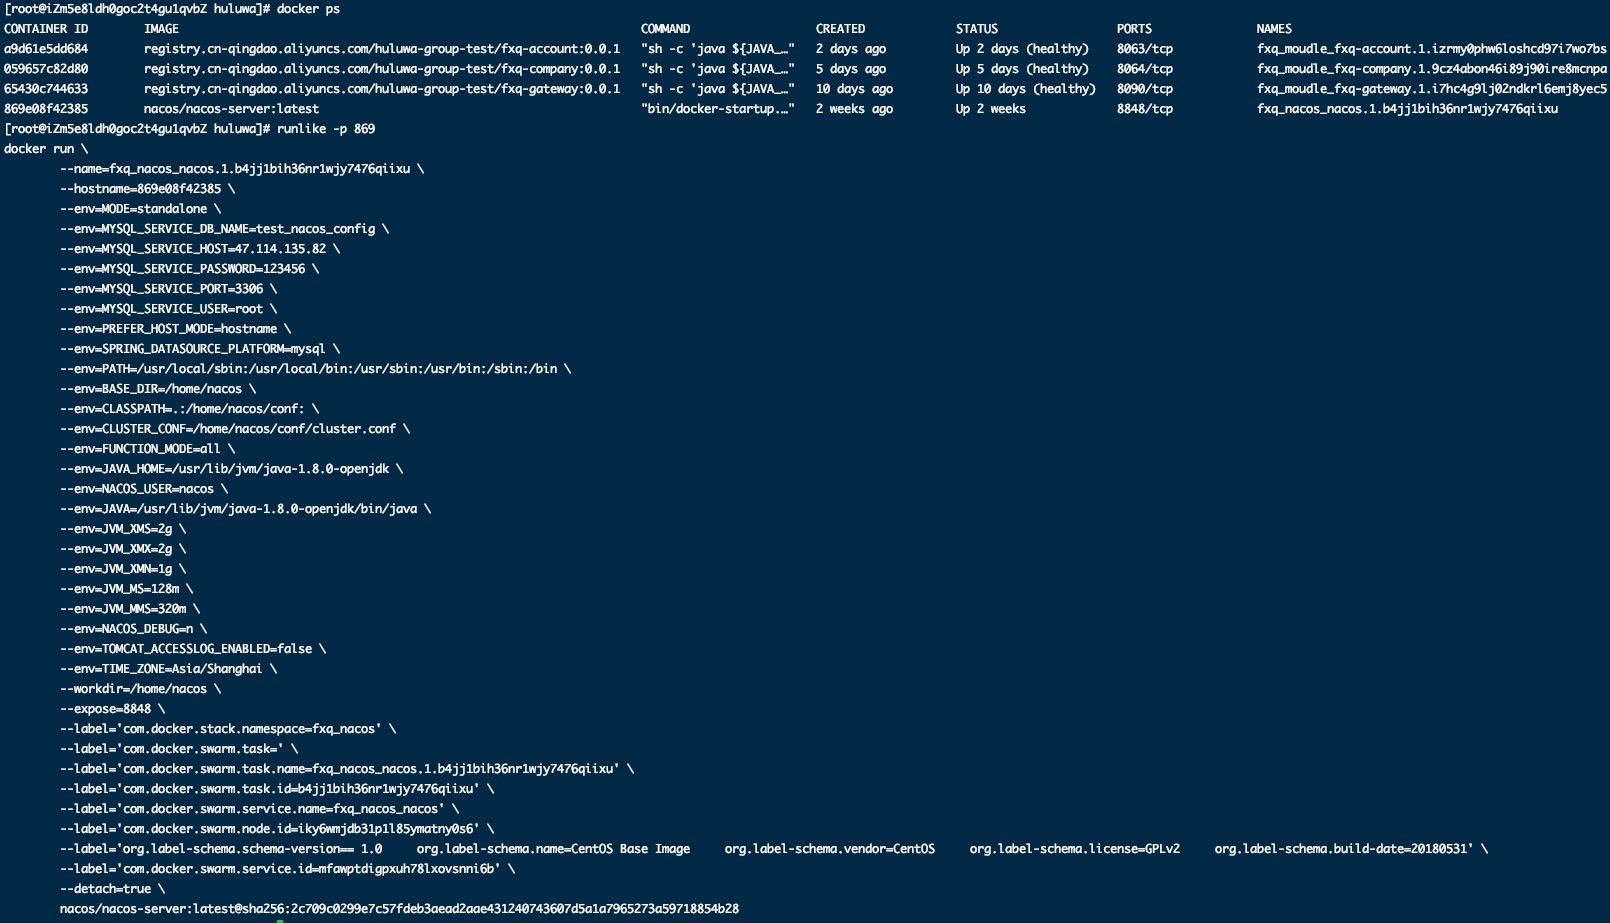 [root@iZm5e8ldh0goc2t4gu1qvbZ huluwa]# docker ps
CONTAINER ID        IMAGE                                                                  COMMAND                  CREATED             STATUS                  PORTS               NAMES
a9d61e5dd684        registry.cn-qingdao.aliyuncs.com/huluwa-group-test/fxq-account:0.0.1   "sh -c 'java ${JAVA_…"   2 days ago          Up 2 days (healthy)     8063/tcp            fxq_moudle_fxq-account.1.izrmy0phw6loshcd97i7wo7bs
059657c82d80        registry.cn-qingdao.aliyuncs.com/huluwa-group-test/fxq-company:0.0.1   "sh -c 'java ${JAVA_…"   5 days ago          Up 5 days (healthy)     8064/tcp            fxq_moudle_fxq-company.1.9cz4abon46i89j90ire8mcnpa
65430c744633        registry.cn-qingdao.aliyuncs.com/huluwa-group-test/fxq-gateway:0.0.1   "sh -c 'java ${JAVA_…"   10 days ago         Up 10 days (healthy)    8090/tcp            fxq_moudle_fxq-gateway.1.i7hc4g9lj02ndkrl6emj8yec5
869e08f42385        nacos/nacos-server:latest                                              "bin/docker-startup.…"   2 weeks ago         Up 2 weeks              8848/tcp            fxq_nacos_nacos.1.b4jj1bih36nr1wjy7476qiixu
[root@iZm5e8ldh0goc2t4gu1qvbZ huluwa]# runlike -p 869
docker run \
--name=fxq_nacos_nacos.1.b4jj1bih36nr1wjy7476qiixu \
--hostname=869e08f42385 \
--env=MODE=standalone \
--env=MYSQL_SERVICE_DB_NAME=test_nacos_config \
--env=MYSQL_SERVICE_HOST=47.114.135.82 \
--env=MYSQL_SERVICE_PASSWORD=123456 \
--env=MYSQL_SERVICE_PORT=3306 \
--env=MYSQL_SERVICE_USER=root \
--env=PREFER_HOST_MODE=hostname \
--env=SPRING_DATASOURCE_PLATFORM=mysql \
--env=PATH=/usr/local/sbin:/usr/local/bin:/usr/sbin:/usr/bin:/sbin:/bin \
--env=BASE_DIR=/home/nacos \
--env=CLASSPATH=.:/home/nacos/conf: \
--env=CLUSTER_CONF=/home/nacos/conf/cluster.conf \
--env=FUNCTION_MODE=all \
--env=JAVA_HOME=/usr/lib/jvm/java-1.8.0-openjdk \
--env=NACOS_USER=nacos \
--env=JAVA=/usr/lib/jvm/java-1.8.0-openjdk/bin/java \
--env=JVM_XMS=2g \
--env=JVM_XMX=2g \
--env=JVM_XMN=1g \
--env=JVM_MS=128m \
--env=JVM_MMS=320m \
--env=NACOS_DEBUG=n \
--env=TOMCAT_ACCESSLOG_ENABLED=false \
--env=TIME_ZONE=Asia/Shanghai \
--workdir=/home/nacos \
--expose=8848 \
--label='com.docker.stack.namespace=fxq_nacos' \
--label='com.docker.swarm.task=' \
--label='com.docker.swarm.task.name=fxq_nacos_nacos.1.b4jj1bih36nr1wjy7476qiixu' \
--label='com.docker.swarm.task.id=b4jj1bih36nr1wjy7476qiixu' \
--label='com.docker.swarm.service.name=fxq_nacos_nacos' \
--label='com.docker.swarm.node.id=iky6wmjdb31p1l85ymatny0s6' \
--label='org.label-schema.schema-version== 1.0     org.label-schema.name=CentOS Base Image     org.label-schema.vendor=CentOS     org.label-schema.license=GPLv2     org.label-schema.build-date=20180531' \
--label='com.docker.swarm.service.id=mfawptdigpxuh78lxovsnni6b' \
--detach=true \
nacos/nacos-server:latest@sha256:2c709c0299e7c57fdeb3aead2aae431240743607d5a1a7965273a59718854b28